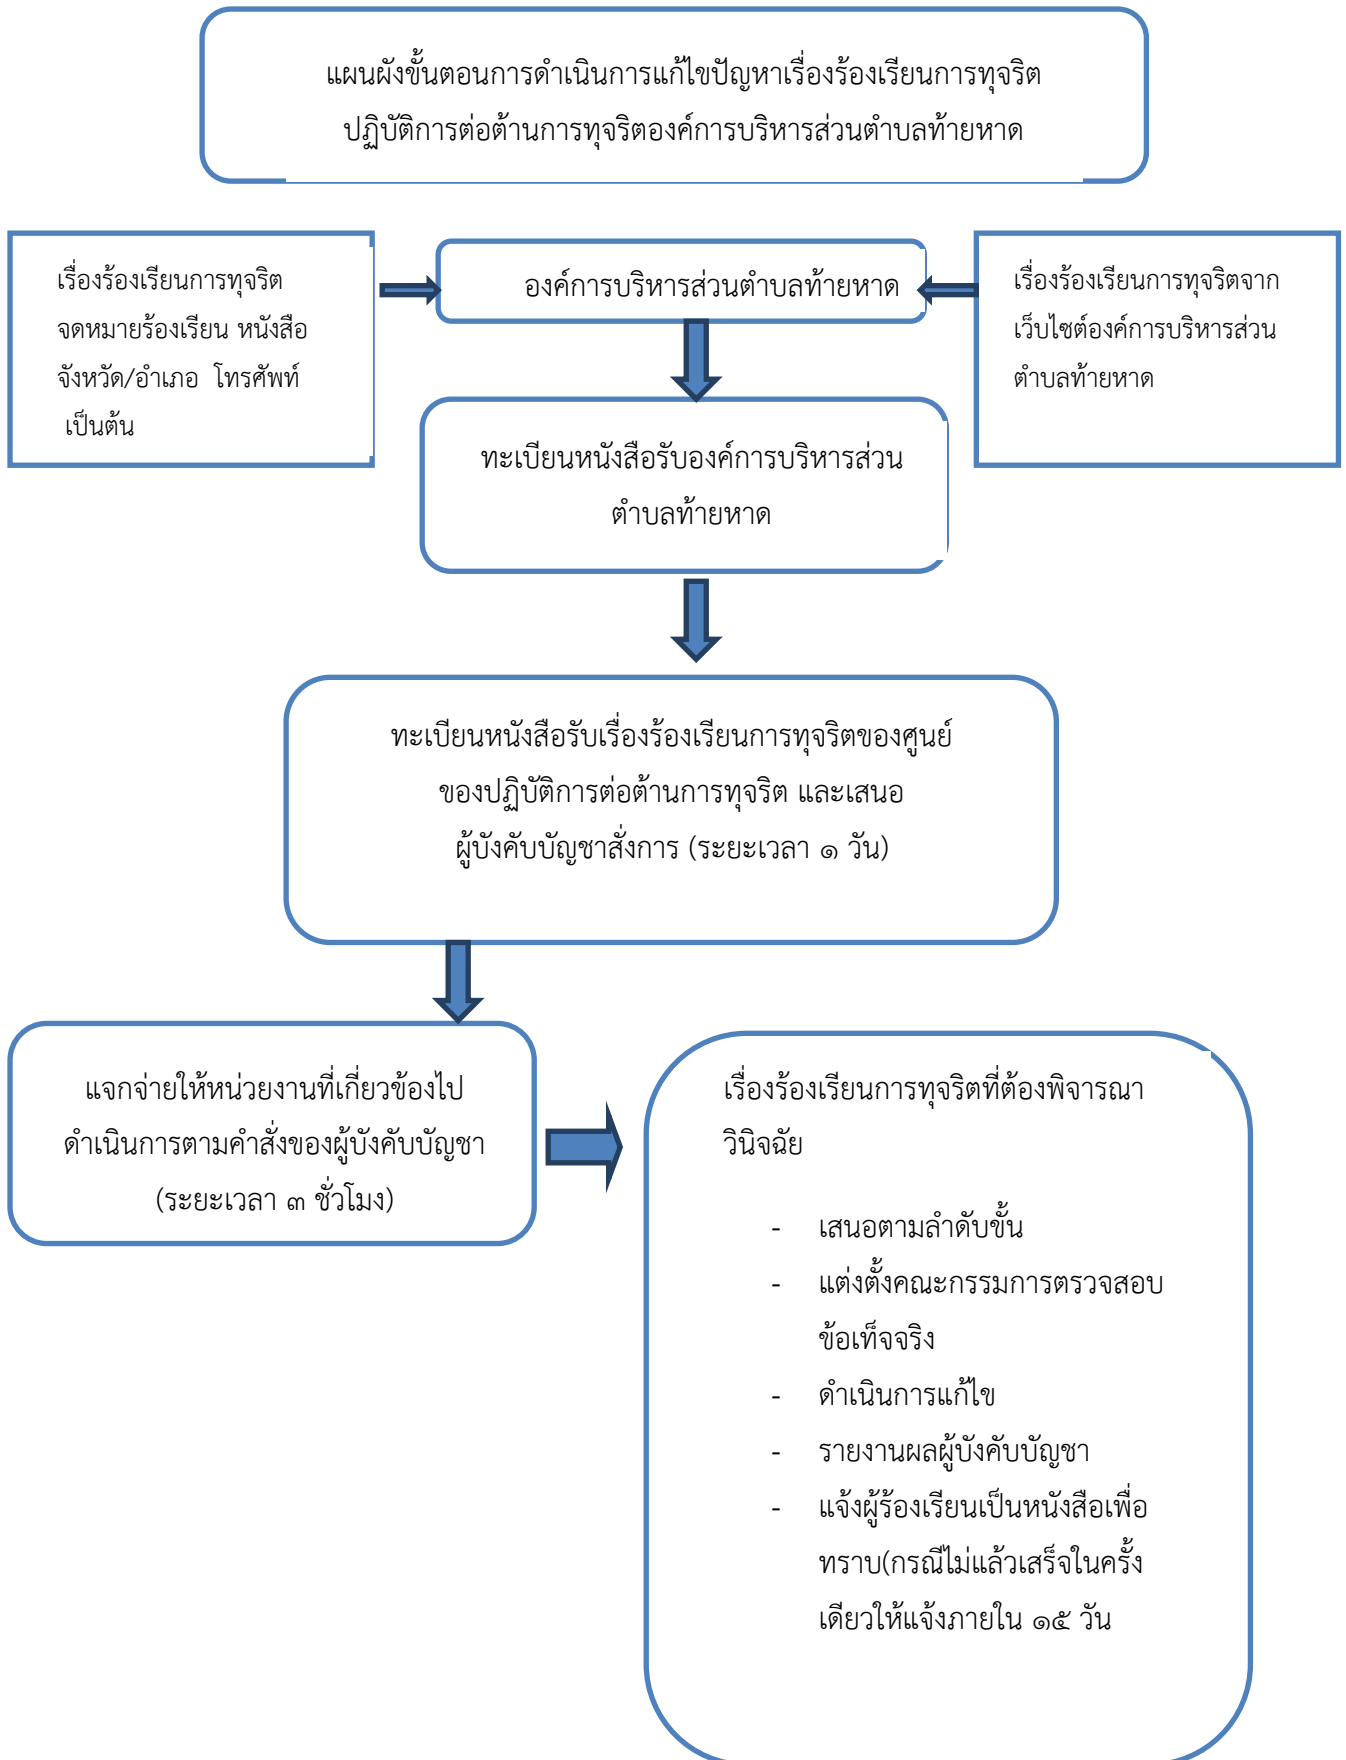 แผนผังขั้นตอนการดำเนินการแก้ไขปัญหาเรื่องร้องเรียนการทุจริต
ปฏิบัติการต่อต้านการทุจริตองค์การบริหารส่วนตำบลท้ายหาด
เรื่องร้องเรียนการทุจริต
จดหมายร้องเรียน หนังสือ
จังหวัด/อำเภอ โทรศัพท์
เป็นต้น
องค์การบริหารส่วนตำบลท้ายหาด
เรื่องร้องเรียนการทุจริตจาก
เว็บไซต์องค์การบริหารส่วน
ตำบลท้ายหาด
ทะเบียนหนังสือรับองค์การบริหารส่วน
ตำบลท้ายหาด
ทะเบียนหนังสือรับเรื่องร้องเรียนการทุจริตของศูนย์
ของปฏิบัติการต่อต้านการทุจริต และเสนอ
ผู้บังคับบัญชาสั่งการ (ระยะเวลา ๑ วัน)
แจกจ่ายให้หน่วยงานที่เกี่ยวข้องไป
ดำเนินการตามคำสั่งของผู้บังคับบัญชา
(ระยะเวลา ๓ ชั่วโมง)
เรื่องร้องเรียนการทุจริตที่ต้องพิจารณา
วินิจฉัย
- เสนอตามลำดับขั้น
- แต่งตั้งคณะกรรมการตรวจสอบ
ข้อเท็จจริง
- ดำเนินการแก้ไข
- รายงานผลผู้บังคับบัญชา
- แจ้งผู้ร้องเรียนเป็นหนังสือเพื่อ
ทราบ(กรณีไม่แล้วเสร็จในครั้ง
เดียวให้แจ้งภายใน ๑๕ วัน